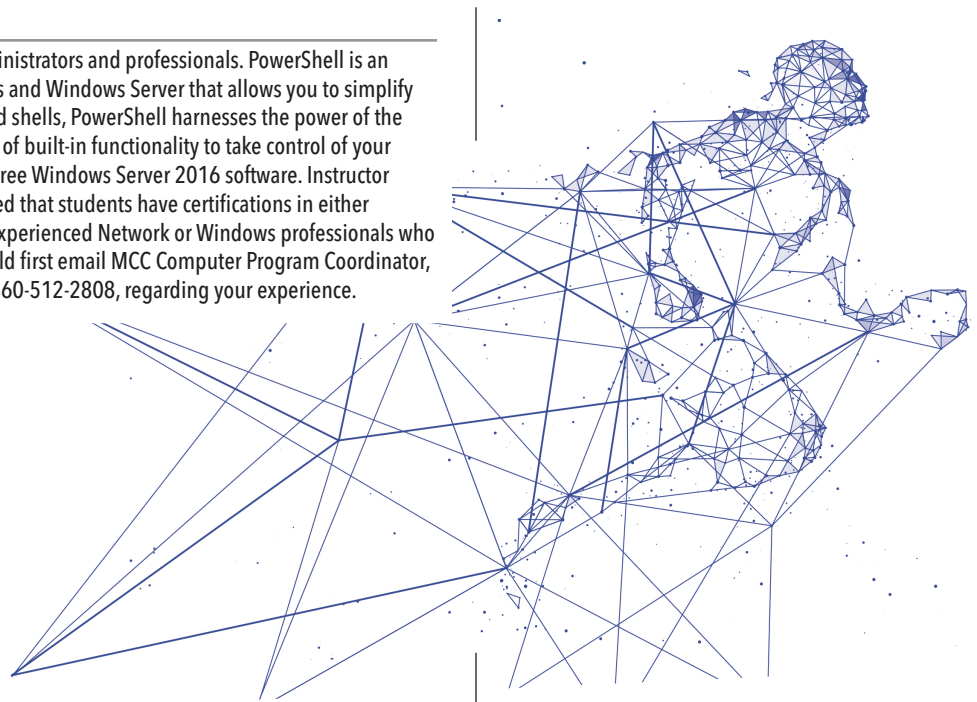 nistrators and professionals. PowerShell is an
s and Windows Server that allows you to simplify
d shells, PowerShell harnesses the power of the
of built-in functionality to take control of your
ree Windows Server 2016 software. Instructor
ed that students have certifications in either
xperienced Network or Windows professionals who
ld first email MCC Computer Program Coordinator,
60-512-2808, regarding your experience.